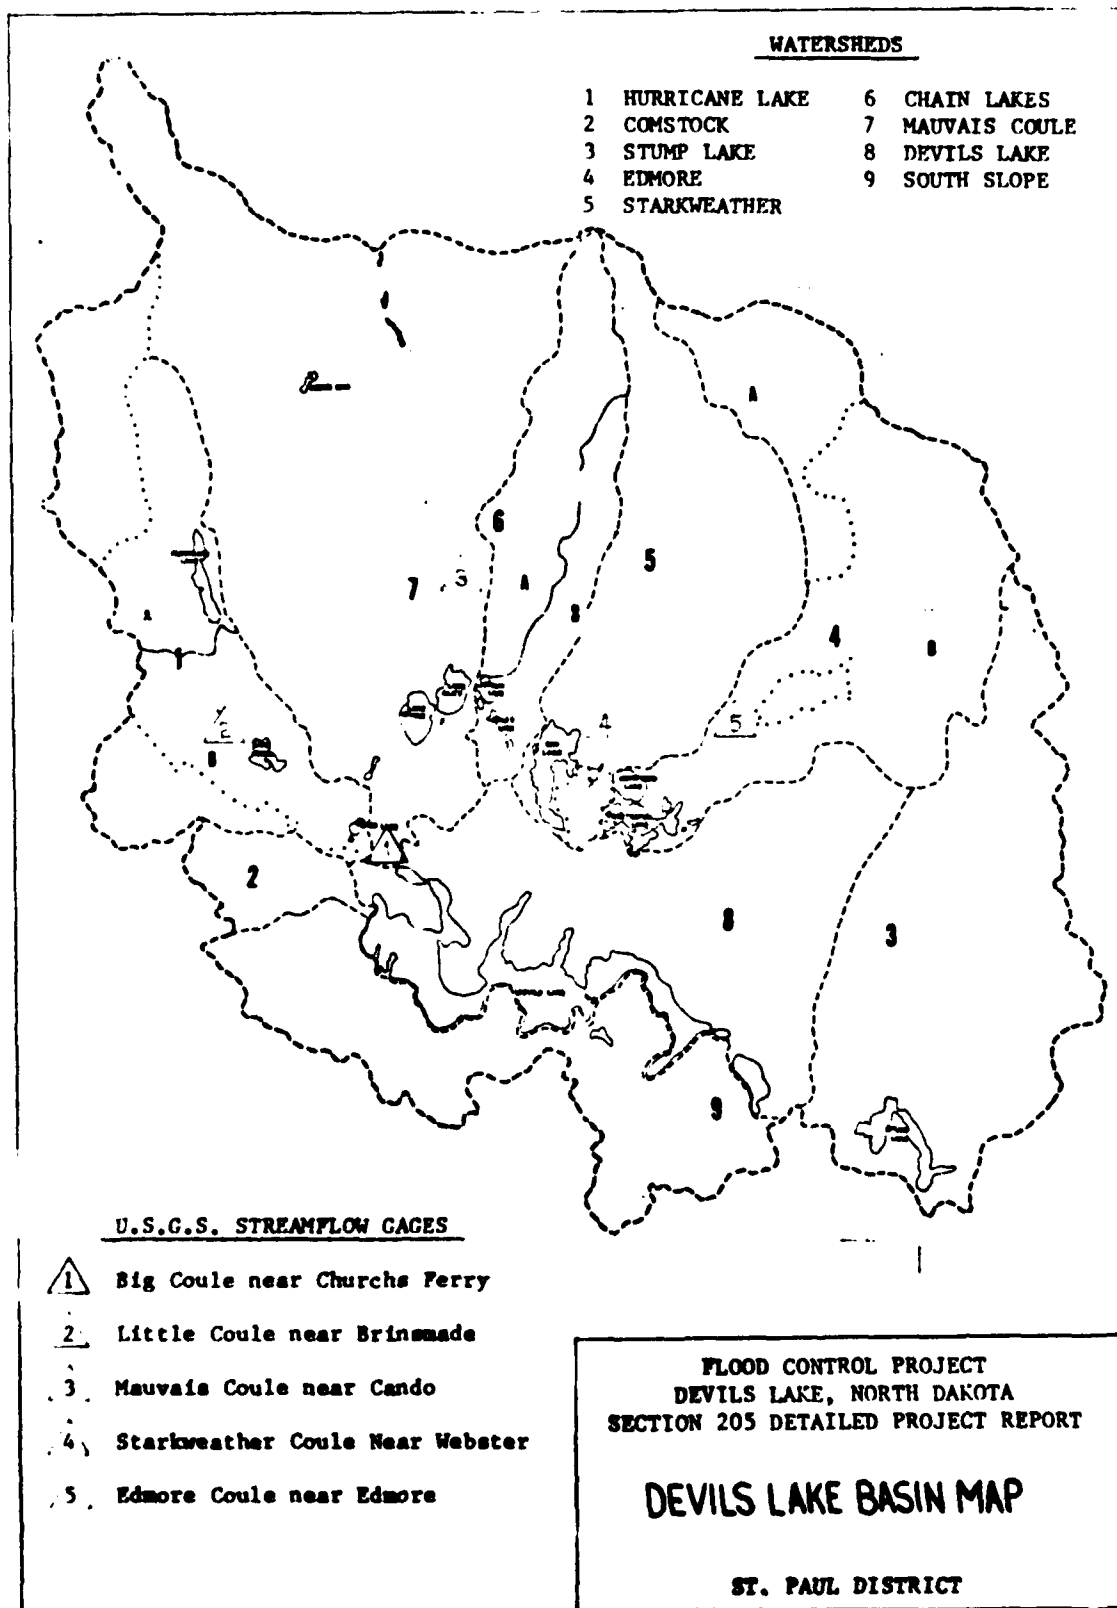 WATERSHEDS
1 HURRICANE LAKE
2 COMSTOCK
3 STUMP LAKE
4 EDMORE
5 STARKWEATHER
6 CHAIN LAKES
7 MAUVAIS COULE
8 DEVILS LAKE
9 SOUTH SLOPE
A
6
5
7
3
A
B
A
4
B
2
B
4
5
1
2
8
3
9
U.S.G.S. STREAMFLOW GAGES
1 Big Coule near Churchs Ferry
2 Little Coule near Brinsmade
3 Mauvais Coule near Cando
4 Starkweather Coule Near Webster
5 Edmore Coule near Edmore
FLOOD CONTROL PROJECT
DEVILS LAKE, NORTH DAKOTA
SECTION 205 DETAILED PROJECT REPORT
DEVILS LAKE BASIN MAP
ST. PAUL DISTRICT